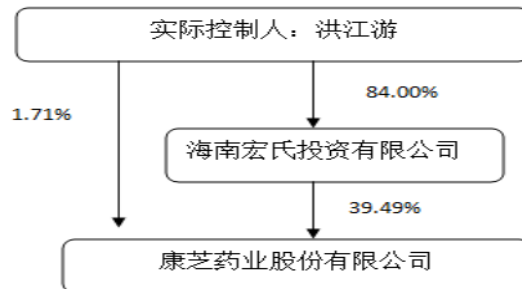 实际控制人：洪江游
84.00%
1.71%
海南宏氏投资有限公司
39.49%
康芝药业股份有限公司